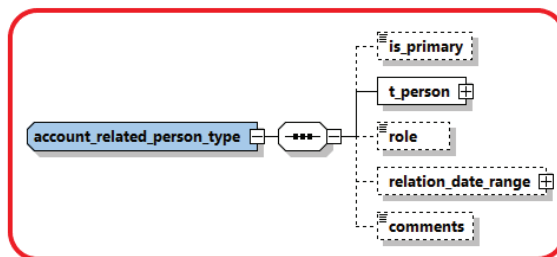 is_primary
t_person
account_related_person_type
role
relation_date_range
comments